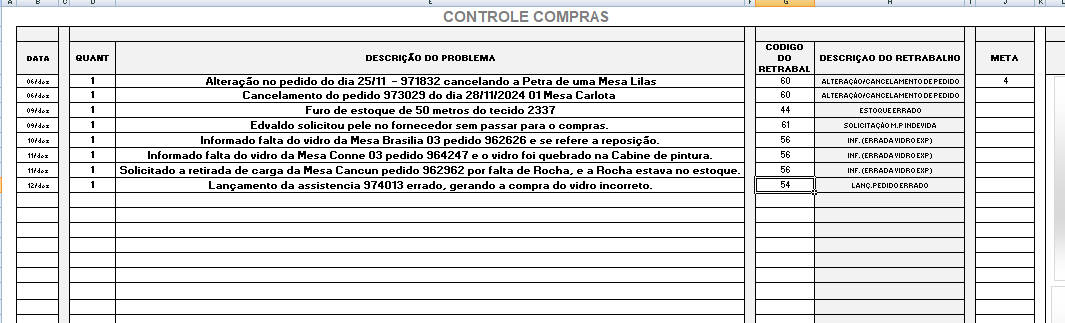 A B C D E F G H I J K L
CONTROLE COMPRAS
DATA QUANT DESCRIÇÃO DO PROBLEMA CODIGO DO RETRABAL DESCRIÇAO DO RETRABALHO META
06/dez 1 Alteração no pedido do dia 25/11 - 971832 cancelando a Petra de uma Mesa Lilas 60 ALTERAÇÃO/CANCELAMENTO DE PEDIDO 4
06/dez 1 Cancelamento do pedido 973029 do dia 28/11/2024 01 Mesa Carlota 60 ALTERAÇÃO/CANCELAMENTO DE PEDIDO
09/dez 1 Furo de estoque de 50 metros do tecido 2337 44 ESTOQUE ERRADO
09/dez 1 Edvaldo solicitou pele no fornecedor sem passar para o compras. 61 SOLICITAÇÃO M.P INDEVIDA
10/dez 1 Informado falta do vidro da Mesa Brasilia 03 pedido 962626 e se refere a reposição. 56 INF. (ERRADA VIDRO EXP)
11/dez 1 Informado falta do vidro da Mesa Conne 03 pedido 964247 e o vidro foi quebrado na Cabine de pintura. 56 INF. (ERRADA VIDRO EXP)
11/dez 1 Solicitado a retirada de carga da Mesa Cancun pedido 962962 por falta de Rocha, e a Rocha estava no estoque. 56 INF. (ERRADA VIDRO EXP)
12/dez 1 Lançamento da assistencia 974013 errado, gerando a compra do vidro incorreto. 54 LANÇ.PEDIDO ERRADO